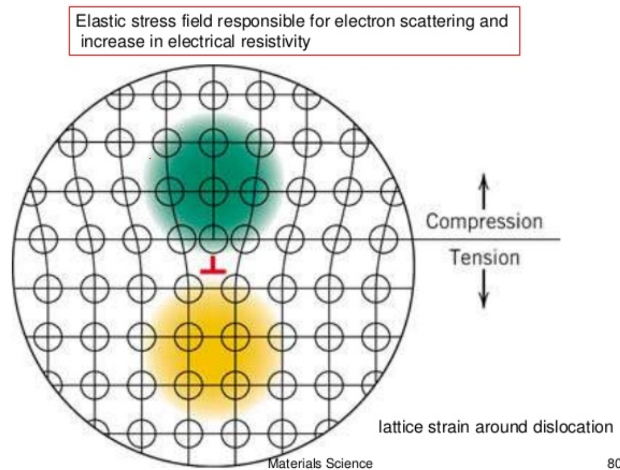 Elastic stress field responsible for electron scattering and
increase in electrical resistivity
Compression
Tension
lattice strain around dislocation
Materials Science
80